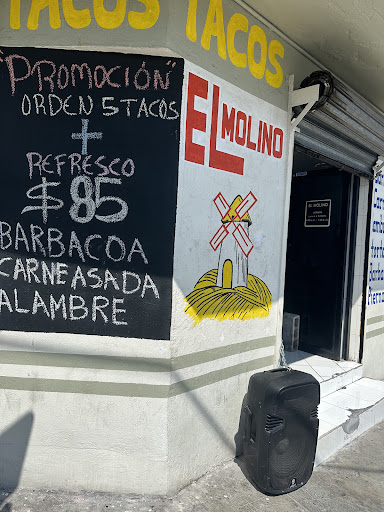 TACOS TACOS
"PROMOCIÓN"
ORDEN 5 TACOS
+
REFRESCO
$85
BARBACOA
CARNE ASADA
ALAMBRE
EL MOLINO
EL MOLINO